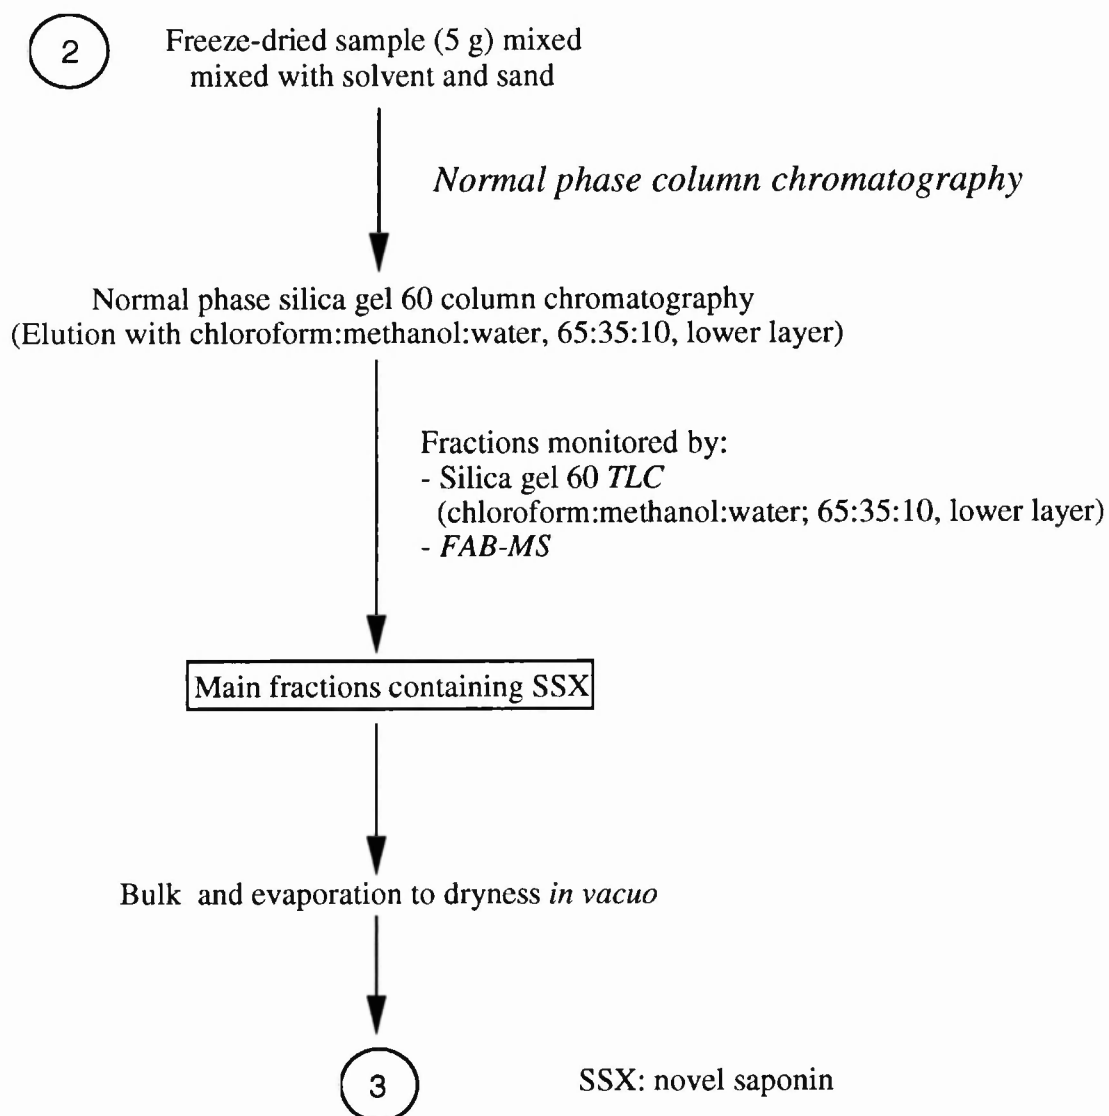 2
Freeze-dried sample (5 g) mixed
mixed with solvent and sand
Normal phase column chromatography
Normal phase silica gel 60 column chromatography
(Elution with chloroform:methanol:water, 65:35:10, lower layer)
Fractions monitored by:
- Silica gel 60 TLC
(chloroform:methanol:water; 65:35:10, lower layer)
- FAB-MS
Main fractions containing SSX
Bulk and evaporation to dryness in vacuo
3
SSX: novel saponin